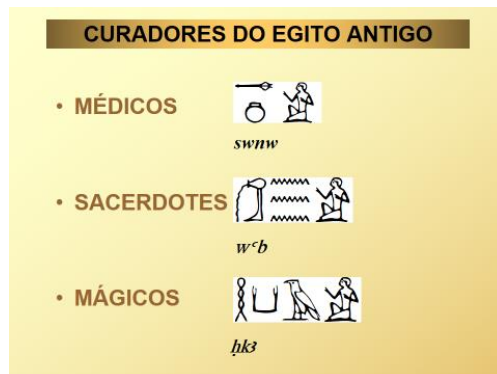 CURADORES DO EGITO ANTIGO
• MÉDICOS
swnw
• SACERDOTES
wꜥb
• MÁGICOS
ḥkꜣ